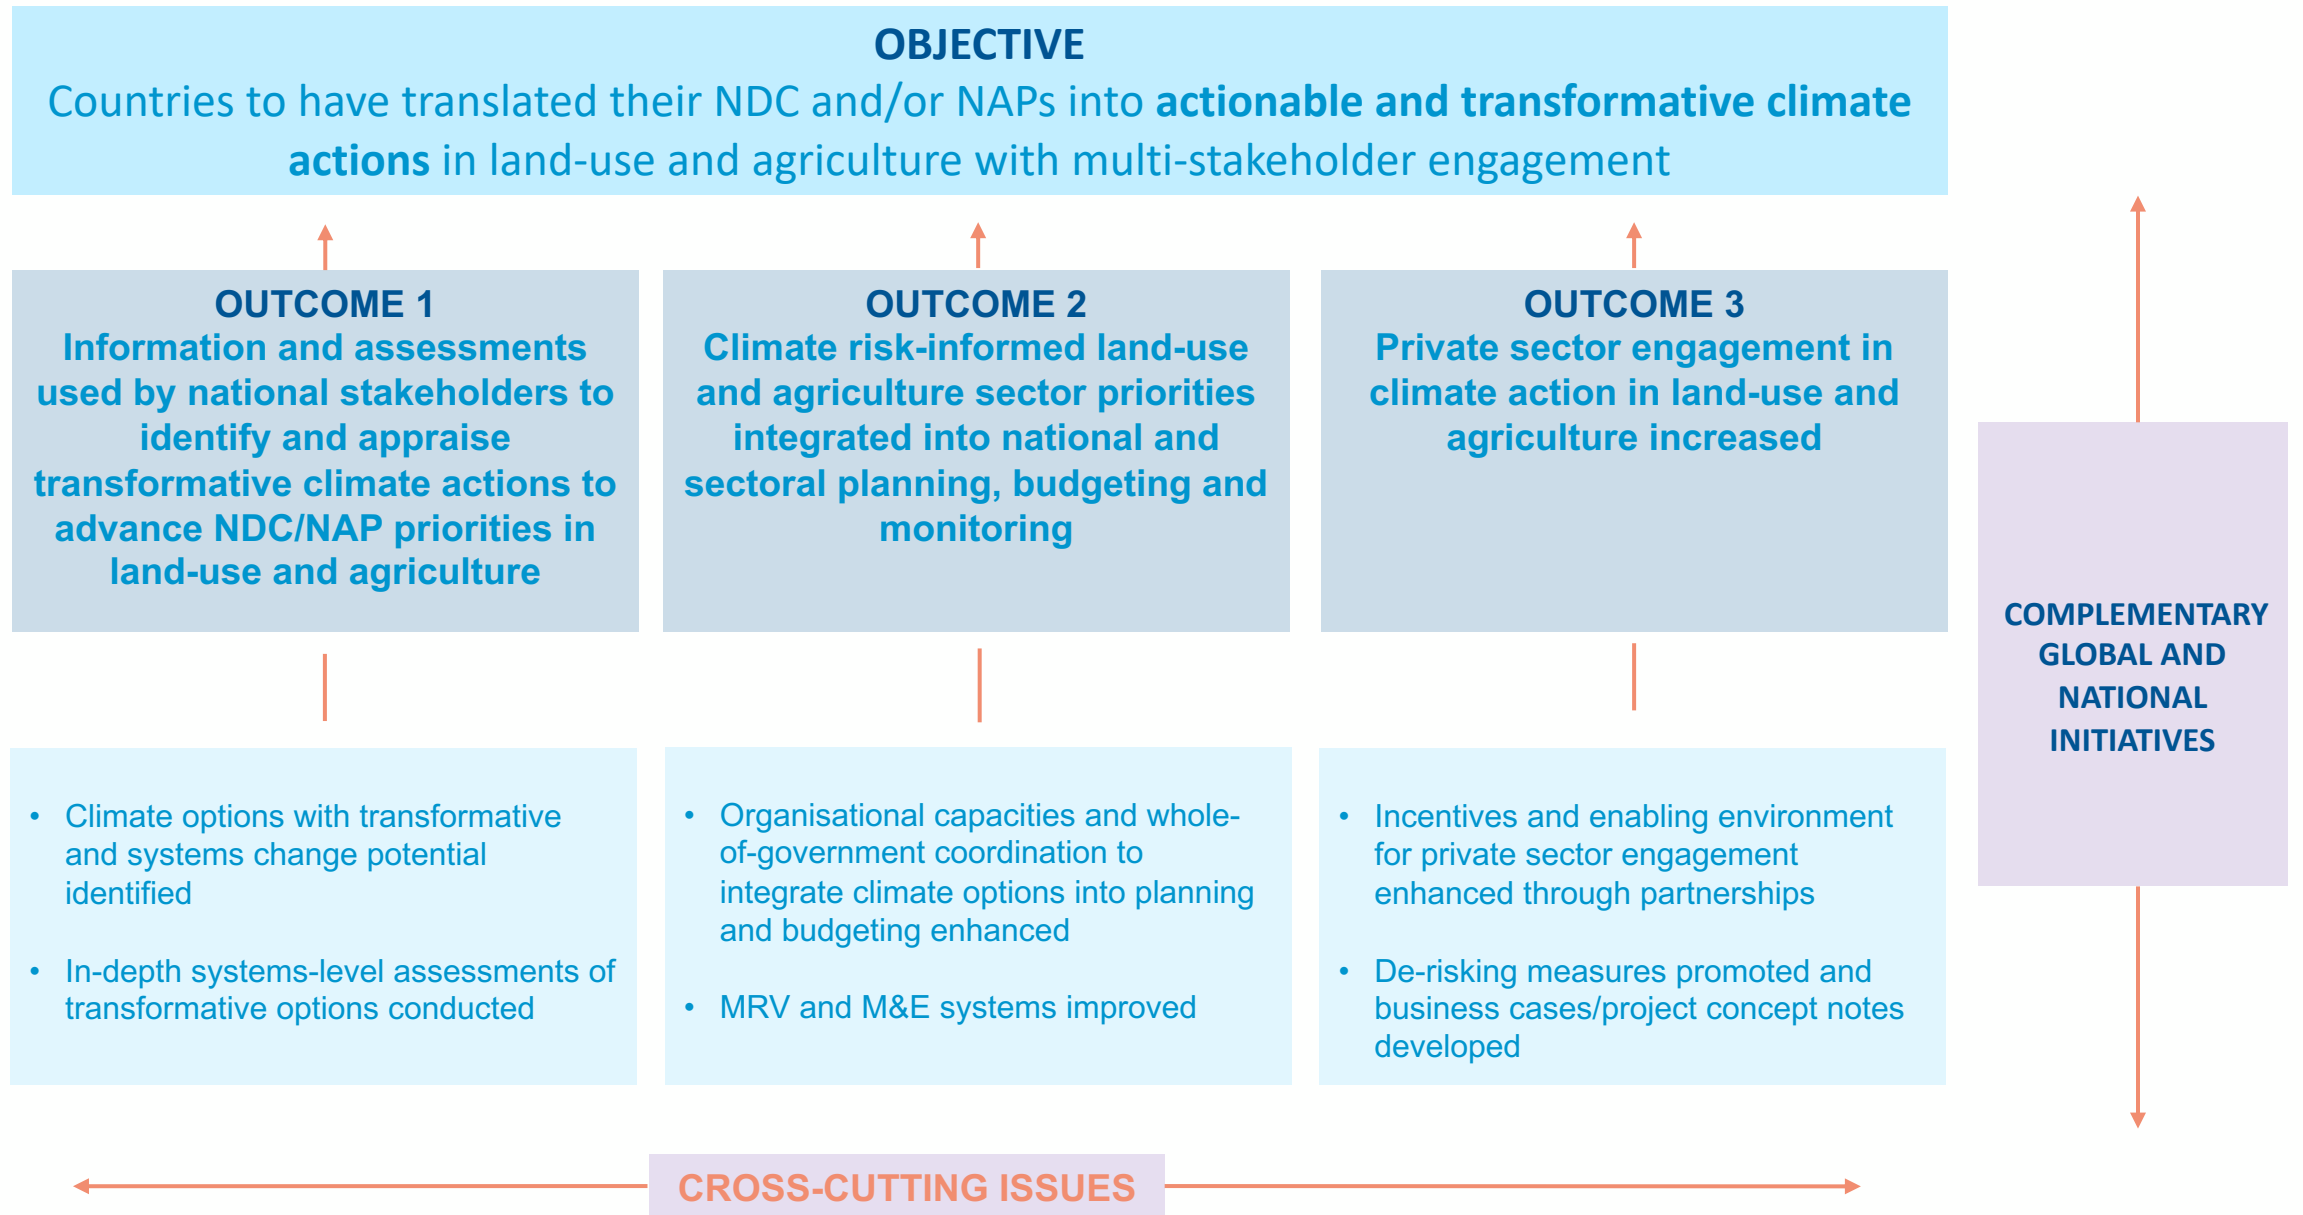 OBJECTIVE
Countries to have translated their NDC and/or NAPs into actionable and transformative climate
actions in land-use and agriculture with multi-stakeholder engagement
OUTCOME 1
Information and assessments
used by national stakeholders to
identify and appraise
transformative climate actions to
advance NDC/NAP priorities in
land-use and agriculture
OUTCOME 2
Climate risk-informed land-use
and agriculture sector priorities
integrated into national and
sectoral planning, budgeting and
monitoring
OUTCOME 3
Private sector engagement in
climate action in land-use and
agriculture increased
COMPLEMENTARY
GLOBAL AND
NATIONAL
INITIATIVES
• Climate options with transformative
and systems change potential
identified
• In-depth systems-level assessments of
transformative options conducted
• Organisational capacities and whole-
of-government coordination to
integrate climate options into planning
and budgeting enhanced
• MRV and M&E systems improved
• Incentives and enabling environment
for private sector engagement
enhanced through partnerships
• De-risking measures promoted and
business cases/project concept notes
developed
CROSS-CUTTING ISSUES